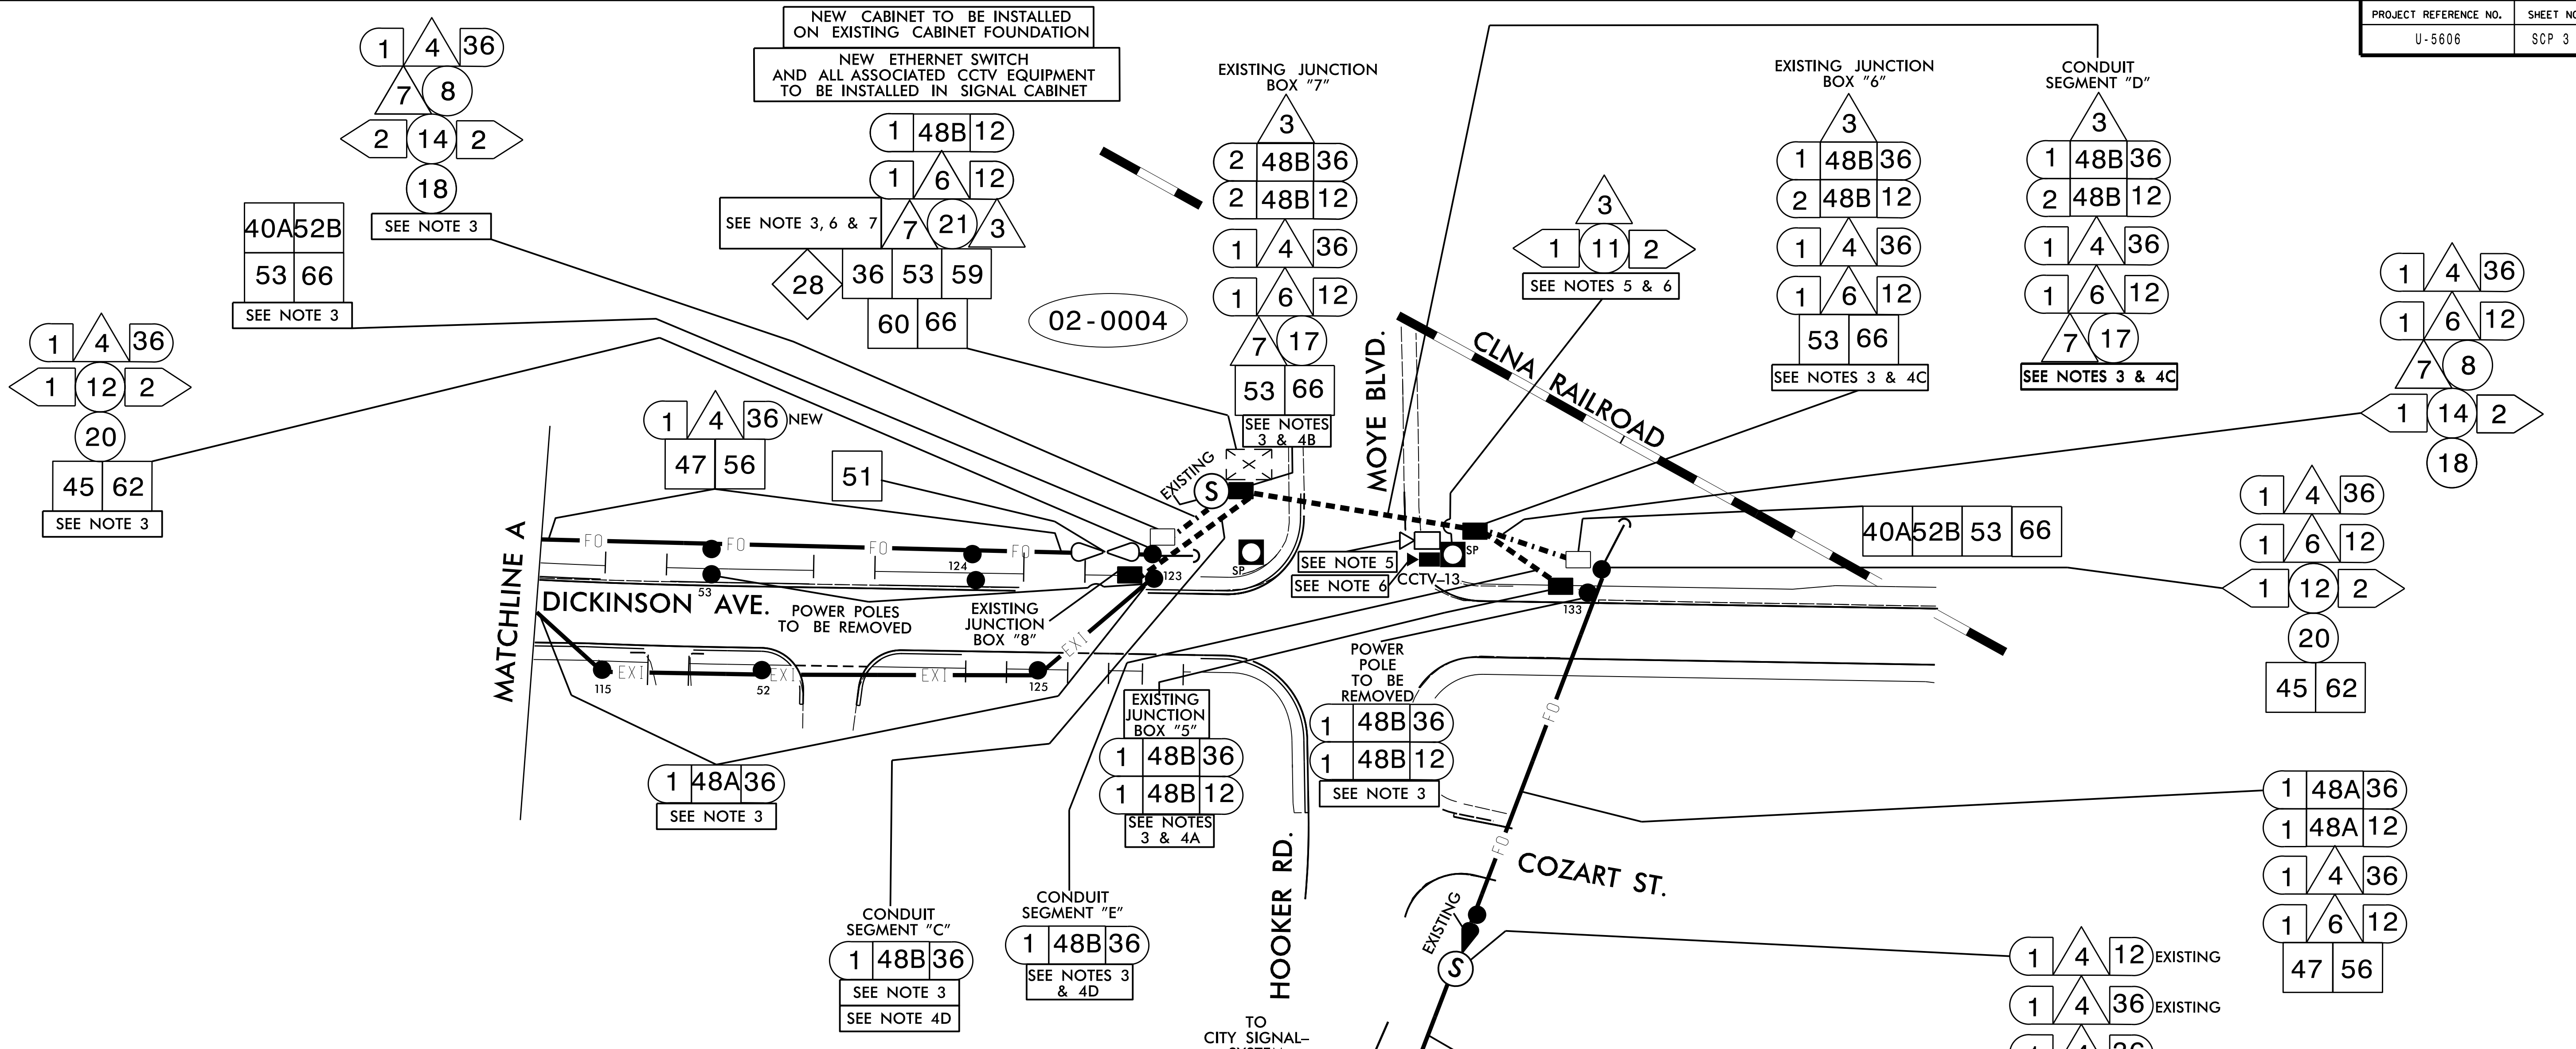 PROJECT REFERENCE NO.
SHEET NO
U-5606
SCP 3
NEW CABINET TO BE INSTALLED
ON EXISTING CABINET FOUNDATION
NEW ETHERNET SWITCH
AND ALL ASSOCIATED CCTV EQUIPMENT
TO BE INSTALLED IN SIGNAL CABINET
1 4 36
7 8
2 14 2
18
SEE NOTE 3
40A 52B
53 66
SEE NOTE 3
1 4 36
1 12 2
20
45 62
SEE NOTE 3
1 48B 12
1 6 12
SEE NOTE 3, 6 & 7
7 21 3
28
36 53 59
60 66
02-0004
EXISTING JUNCTION
BOX "7"
3
2 48B 36
2 48B 12
1 4 36
1 6 12
7 17
53 66
SEE NOTES
3 & 4B
3
1 11 2
SEE NOTES 5 & 6
EXISTING JUNCTION
BOX "6"
3
1 48B 36
2 48B 12
1 4 36
1 6 12
53 66
SEE NOTES 3 & 4C
CONDUIT
SEGMENT "D"
3
1 48B 36
2 48B 12
1 4 36
1 6 12
7 17
SEE NOTES 3 & 4C
1 4 36
1 6 12
7 8
1 14 2
18
MOYE BLVD.
CLNA RAILROAD
1 4 36 NEW
47 56
51
EXISTING
S
40A 52B 53 66
1 4 36
1 6 12
1 12 2
20
45 62
MATCHLINE A
FO
FO
FO
FO
124
53
123
SP
SP
SEE NOTE 5
SEE NOTE 6
CCTV-13
133
DICKINSON AVE.
POWER POLES
TO BE REMOVED
EXISTING
JUNCTION
BOX "8"
EXI
EXI
EXI
EXI
115
52
125
POWER
POLE
TO BE
REMOVED
1 48B 36
1 48B 12
SEE NOTE 3
EXISTING
JUNCTION
BOX "5"
1 48B 36
1 48B 12
SEE NOTES
3 & 4A
1 48A 36
SEE NOTE 3
FO
FO
1 48A 36
1 48A 12
1 4 36
1 6 12
47 56
COZART ST.
HOOKER RD.
CONDUIT
SEGMENT "C"
1 48B 36
SEE NOTE 3
SEE NOTE 4D
CONDUIT
SEGMENT "E"
1 48B 36
SEE NOTES 3
& 4D
EXISTING
S
1 4 12 EXISTING
1 4 36 EXISTING
1 4 36
TO
CITY SIGNAL-
SYSTEM